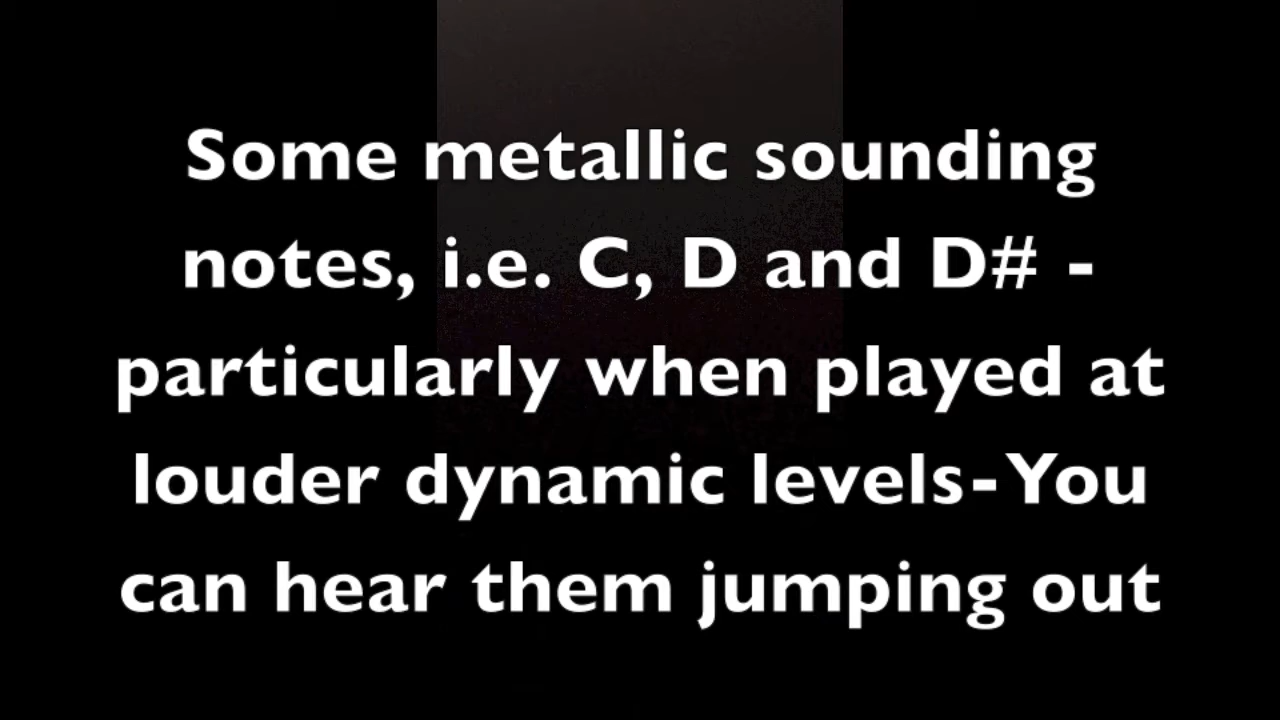 Some metallic sounding
notes, i.e. C, D and D# -
particularly when played at
louder dynamic levels-You
can hear them jumping out